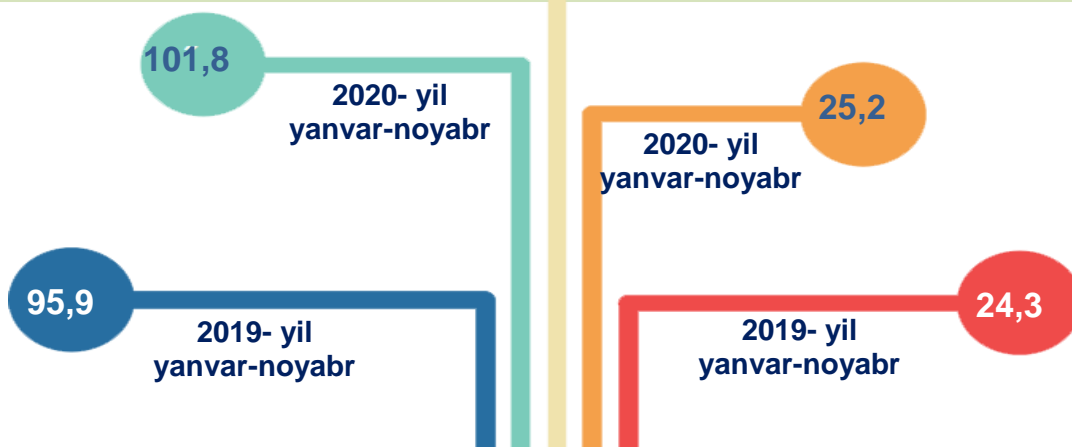 101,8
2020- yil
yanvar-noyabr
95,9
2019- yil
yanvar-noyabr
25,2
2020- yil
yanvar-noyabr
24,3
2019- yil
yanvar-noyabr